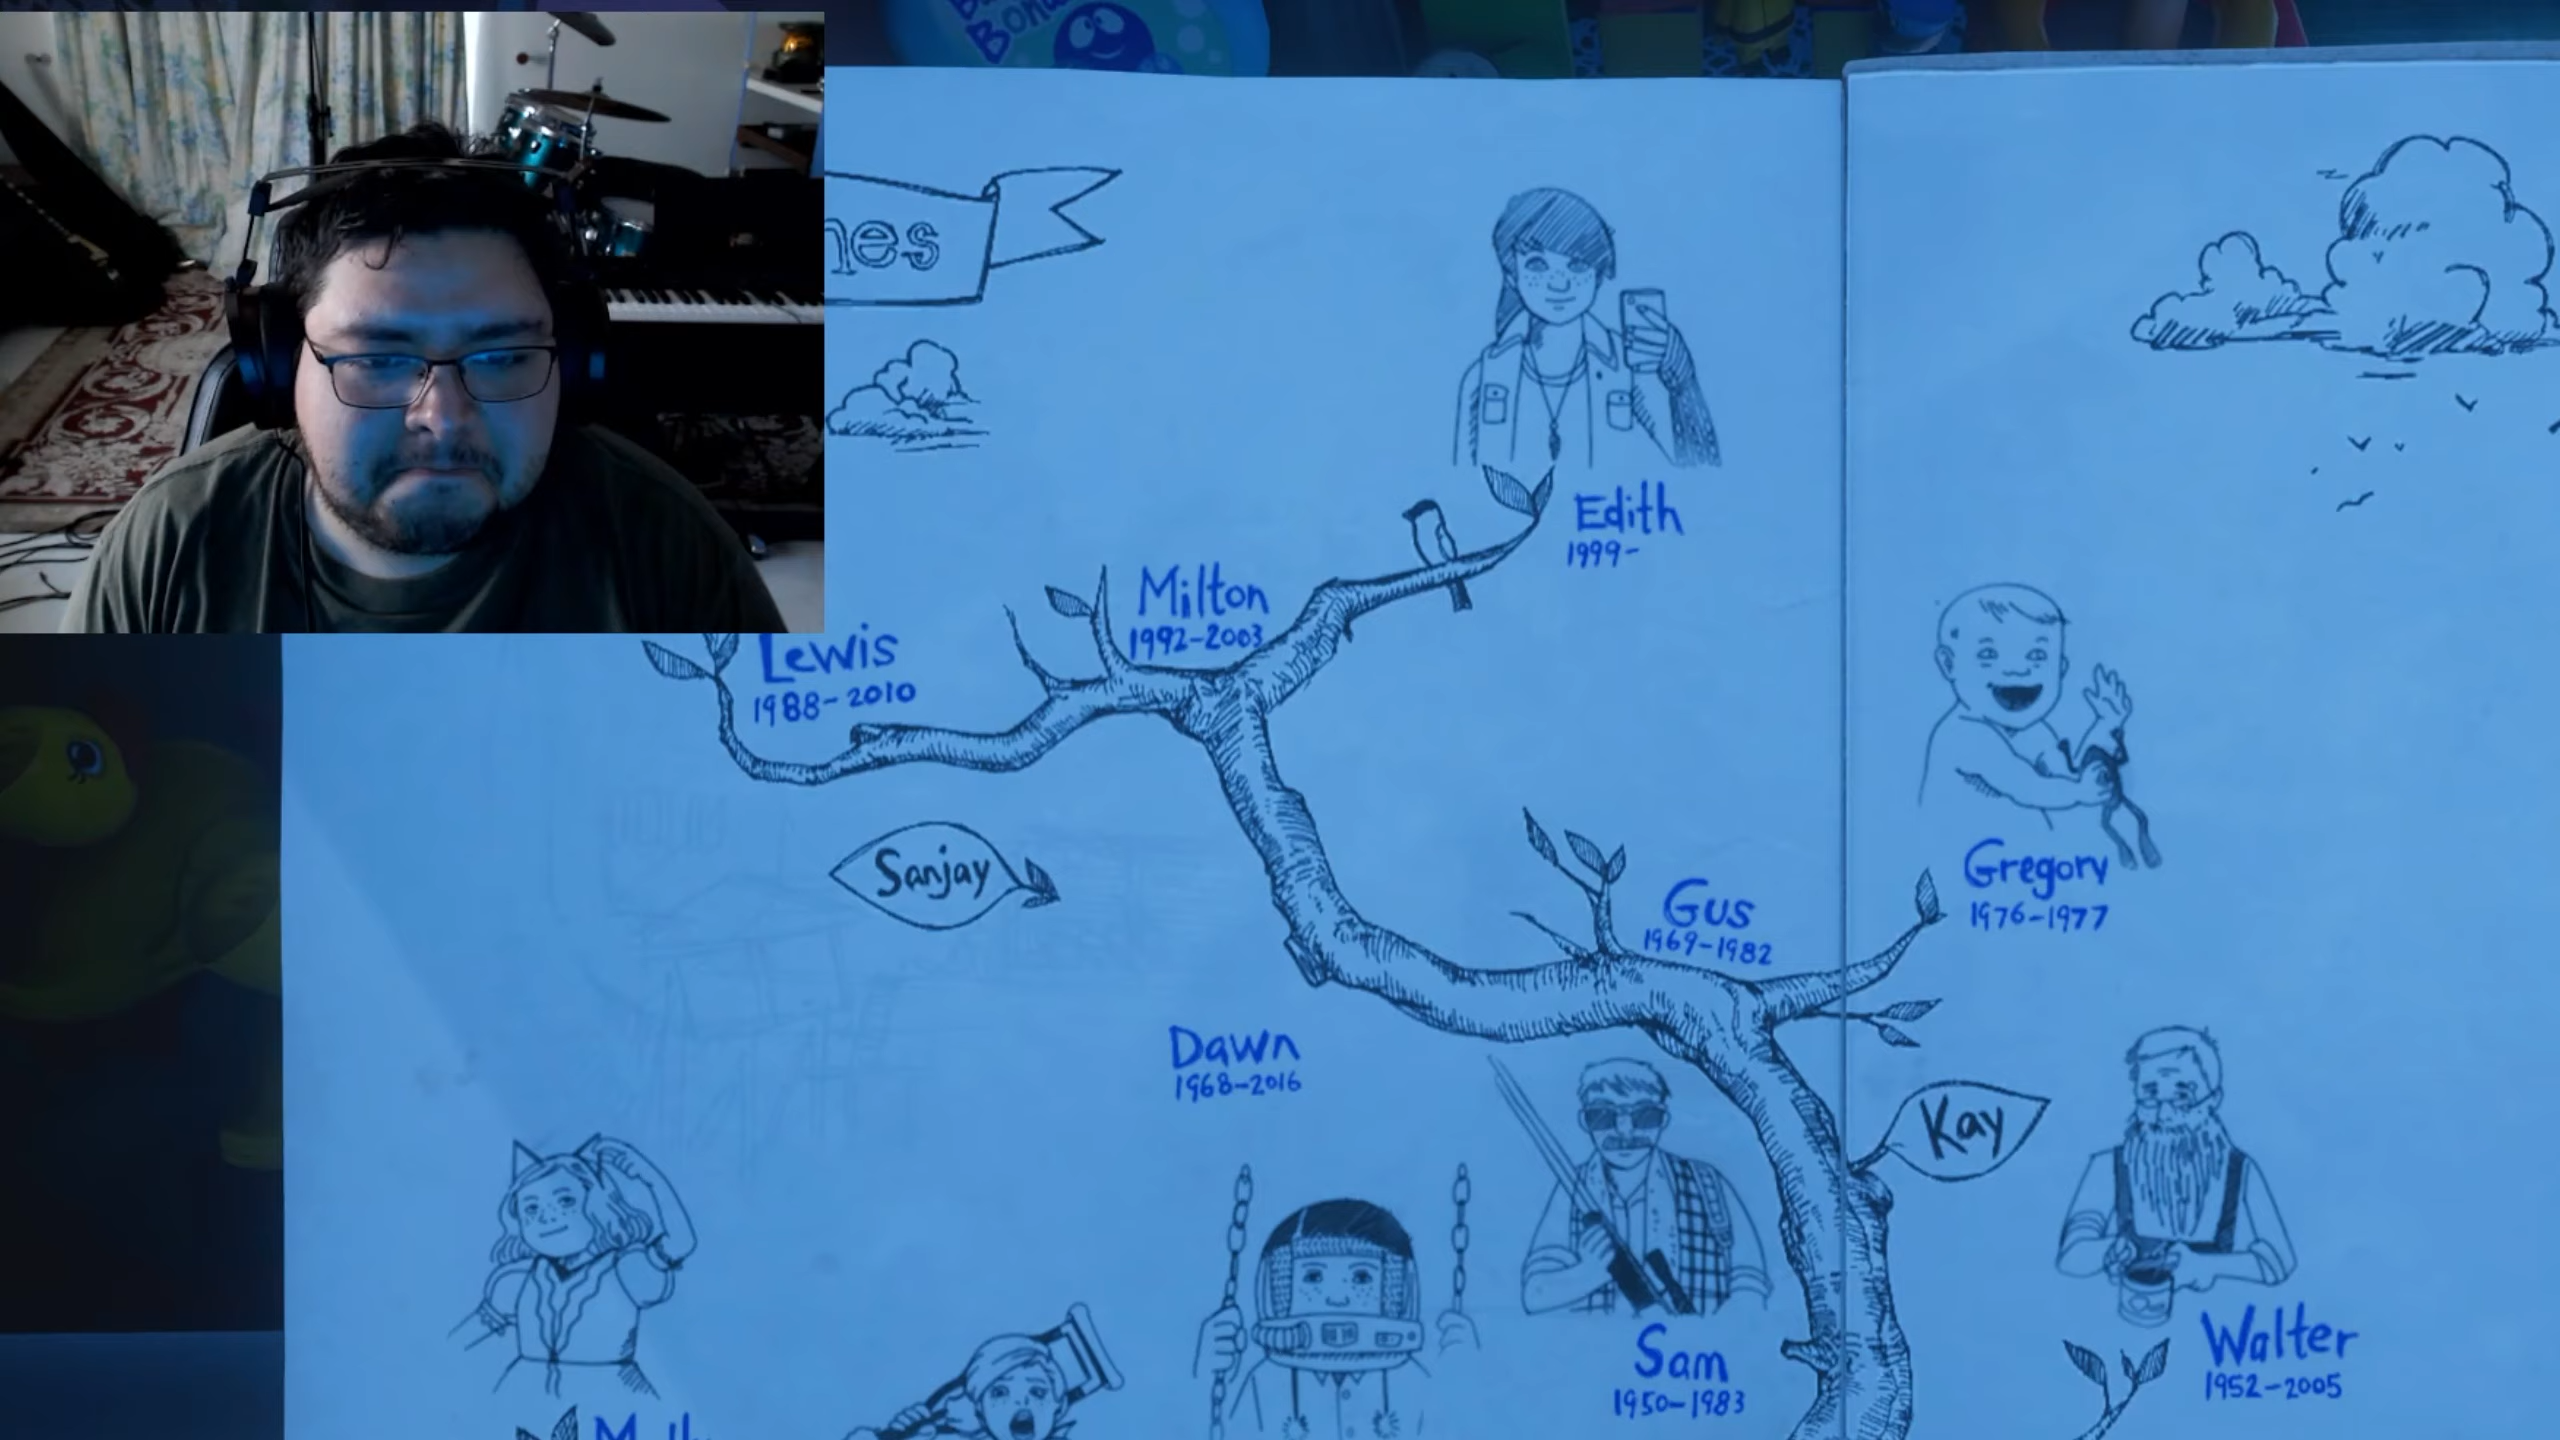 nes
Edith
1999-
Milton
1992-2003
Lewis
1988-2010
Sanjay
Gregory
1976-1977
Gus
1969-1982
Dawn
1968-2016
Kay
Sam
1950-1983
Walter
1952-2005